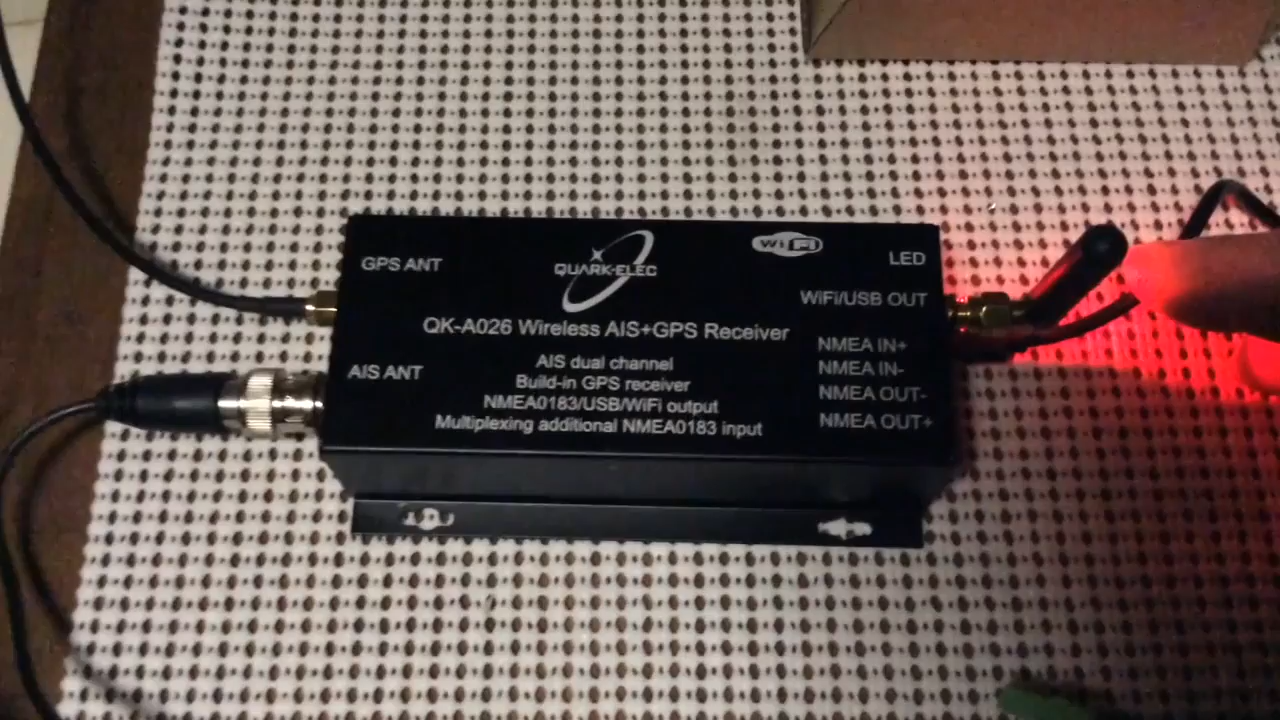 GPS ANT
QUARK-ELEC
WiFi
LED
WiFi/USB OUT
QK-A026 Wireless AIS+GPS Receiver
NMEA IN+
AIS ANT
AIS dual channel
NMEA IN-
Build-in GPS receiver
NMEA OUT-
NMEA0183/USB/WiFi output
NMEA OUT+
Multiplexing additional NMEA0183 input